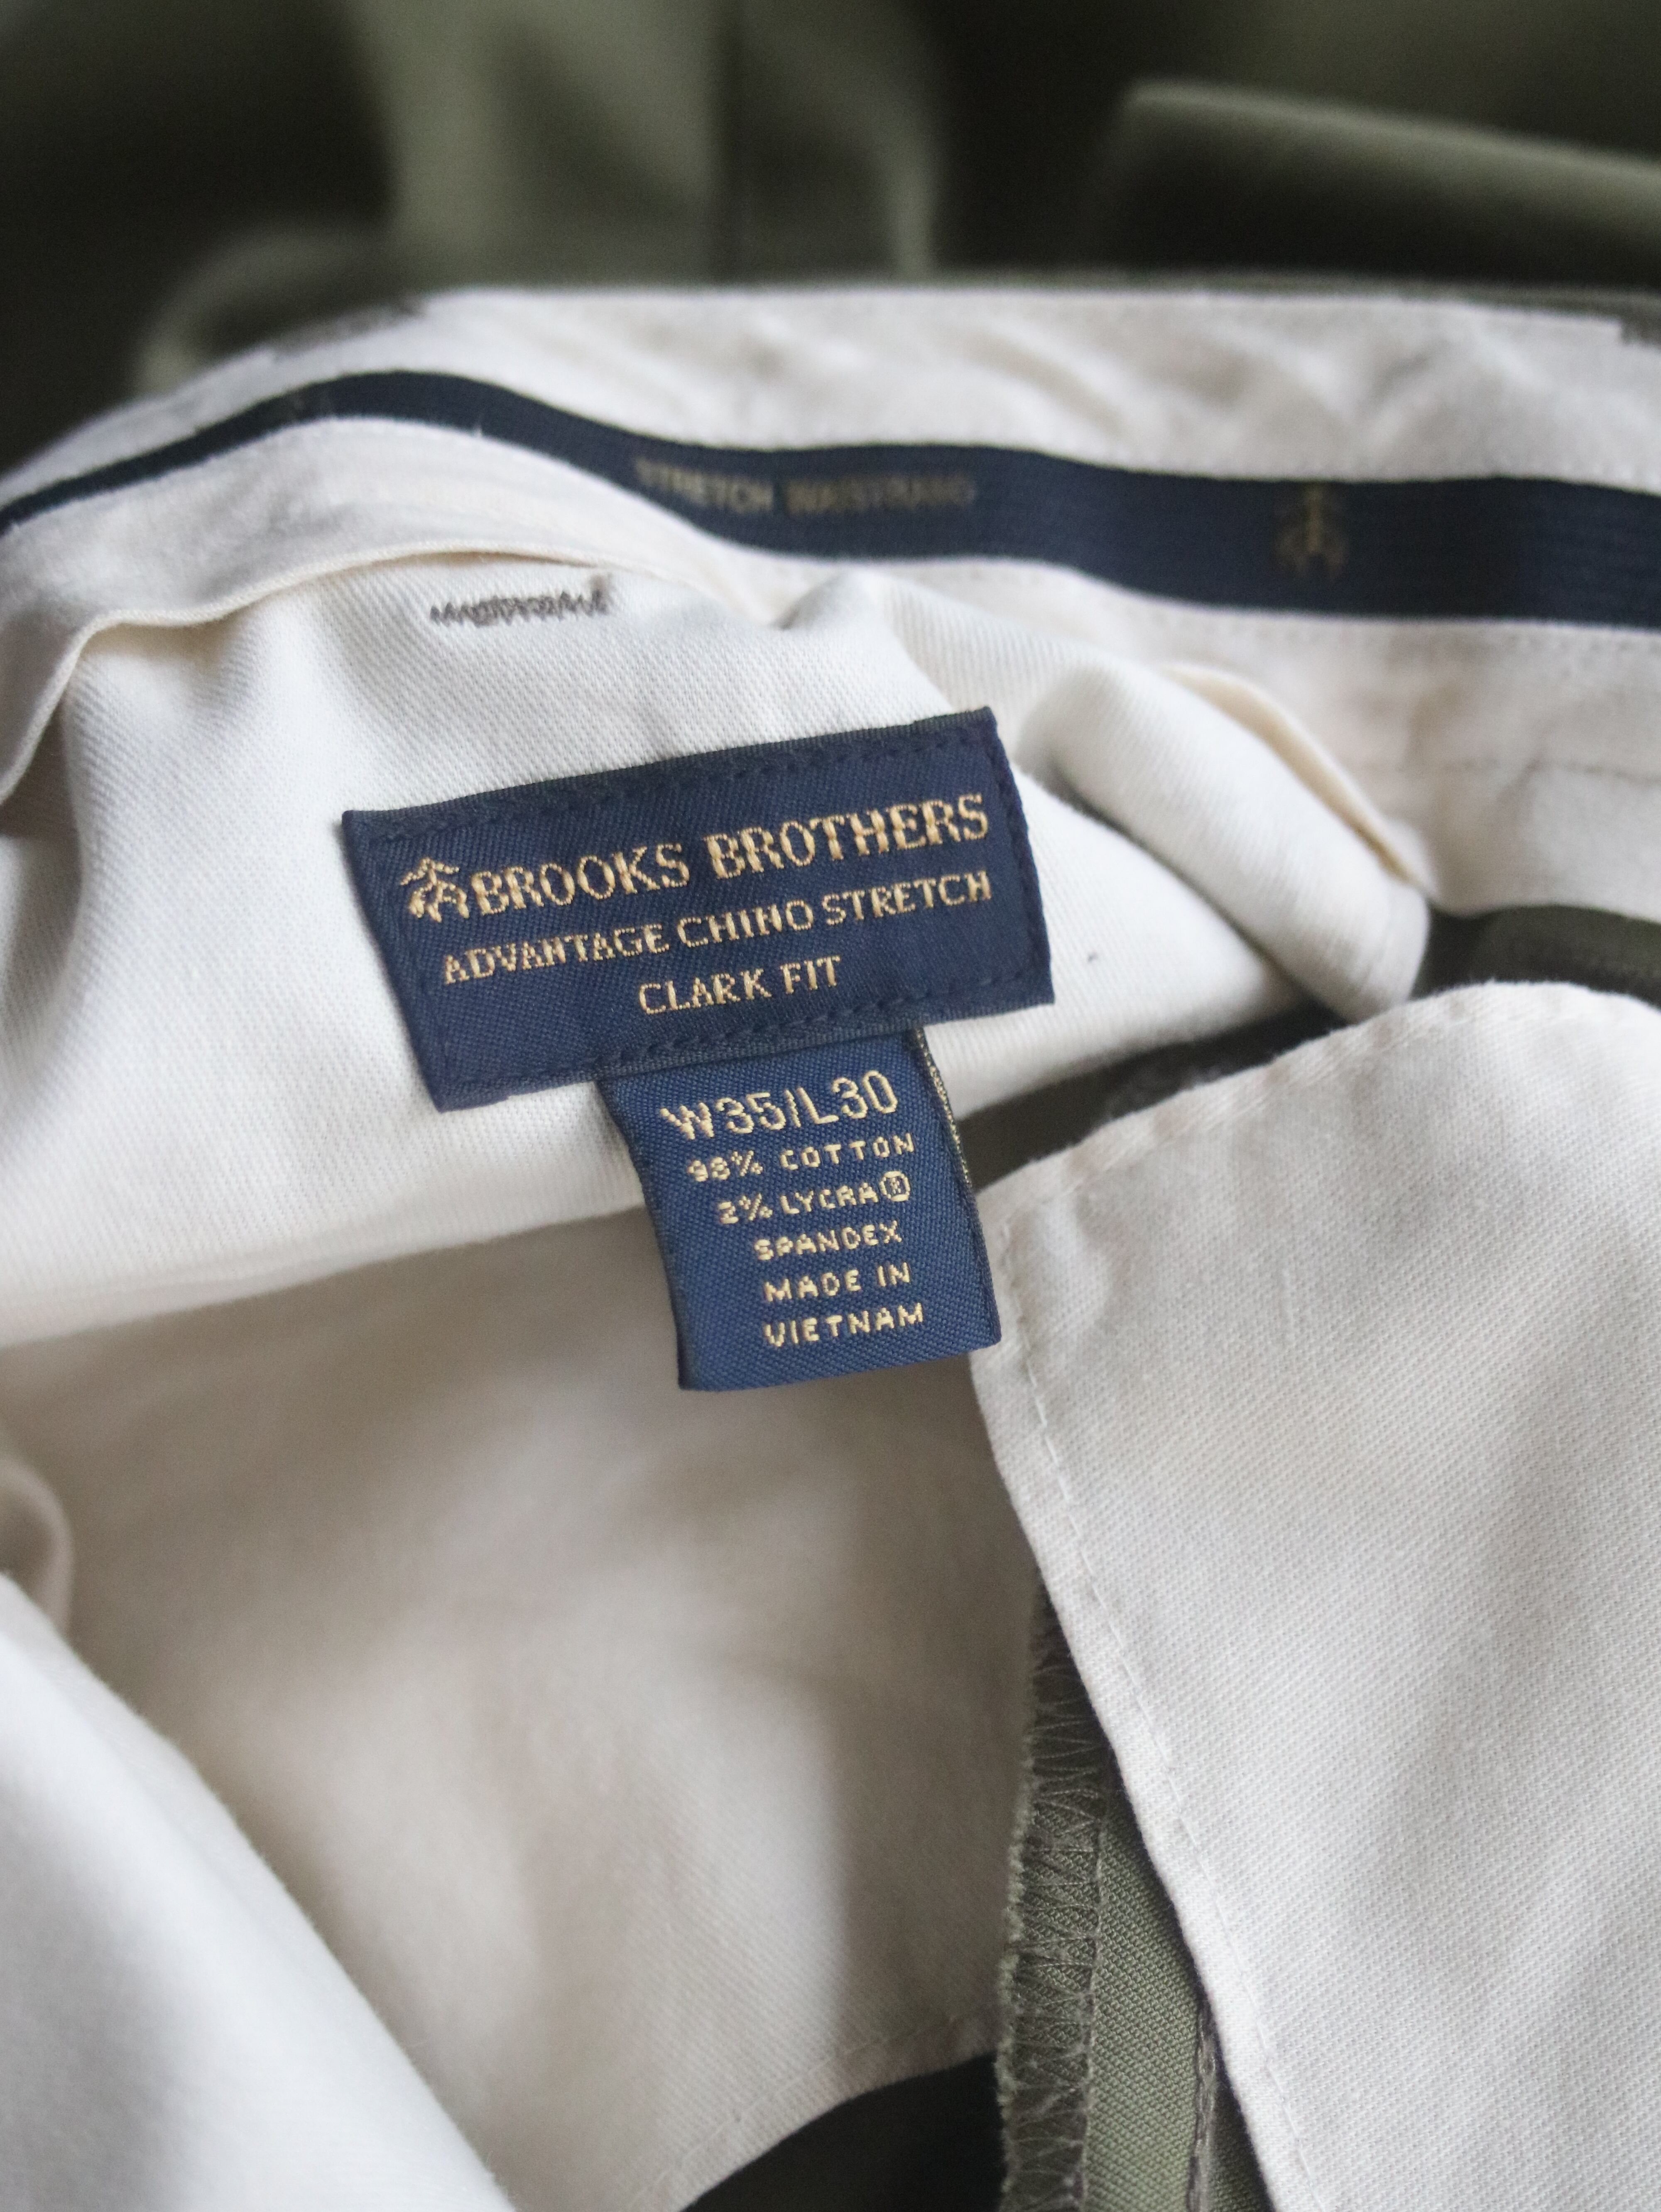 STRETCH WAISTBAND
BROOKS BROTHERS
ADVANTAGE CHINO STRETCH
CLARK FIT
W35/L30
98% COTTON
2% LYCRA®
SPANDEX
MADE IN
VIETNAM